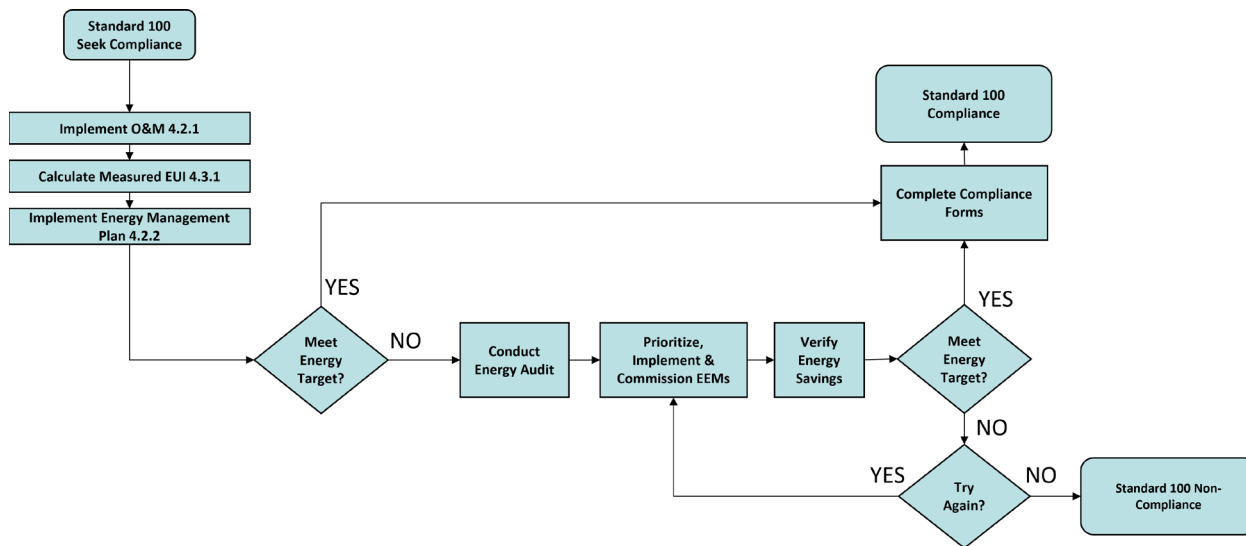 Standard 100
Seek Compliance
Implement O&M 4.2.1
Calculate Measured EUI 4.3.1
Implement Energy Management
Plan 4.2.2
Standard 100
Compliance
Complete Compliance
Forms
YES
YES
Meet
Energy
Target?
NO
Conduct
Energy Audit
Prioritize,
Implement &
Commission EEMs
Verify
Energy
Savings
Meet
Energy
Target?
NO
YES
Try
Again?
NO
Standard 100 Non-
Compliance